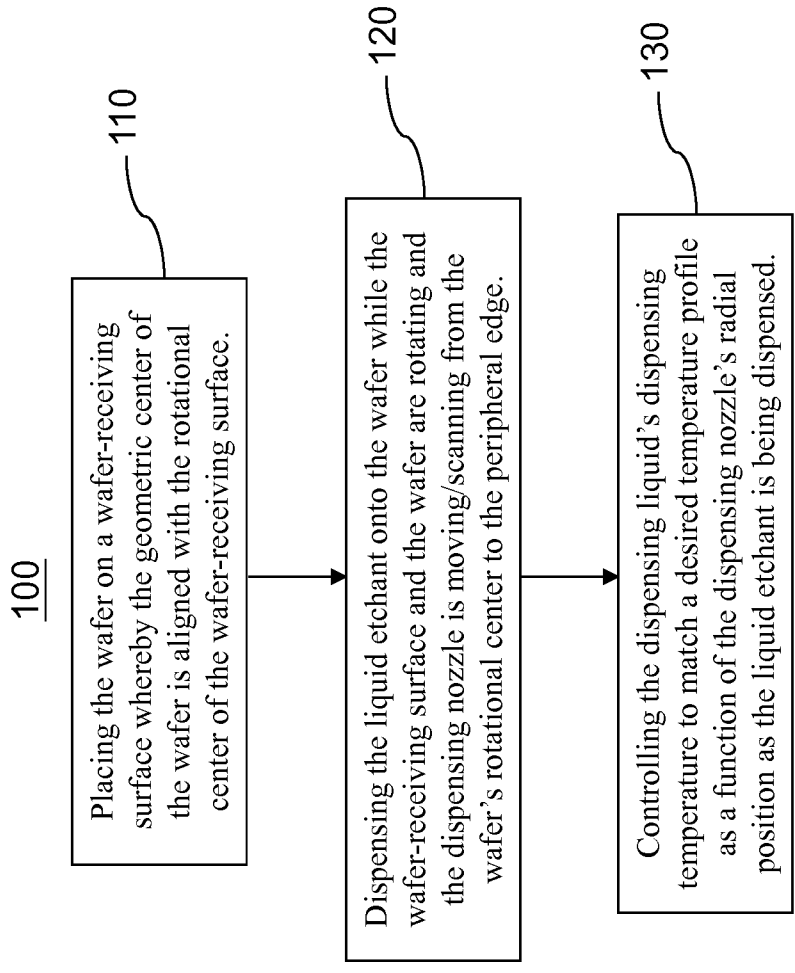 100
110
Placing the wafer on a wafer-receiving
surface whereby the geometric center of
the wafer is aligned with the rotational
center of the wafer-receiving surface.
120
Dispensing the liquid etchant onto the wafer while the
wafer-receiving surface and the wafer are rotating and
the dispensing nozzle is moving/scanning from the
wafer's rotational center to the peripheral edge.
130
Controlling the dispensing liquid's dispensing
temperature to match a desired temperature profile
as a function of the dispensing nozzle's radial
position as the liquid etchant is being dispensed.